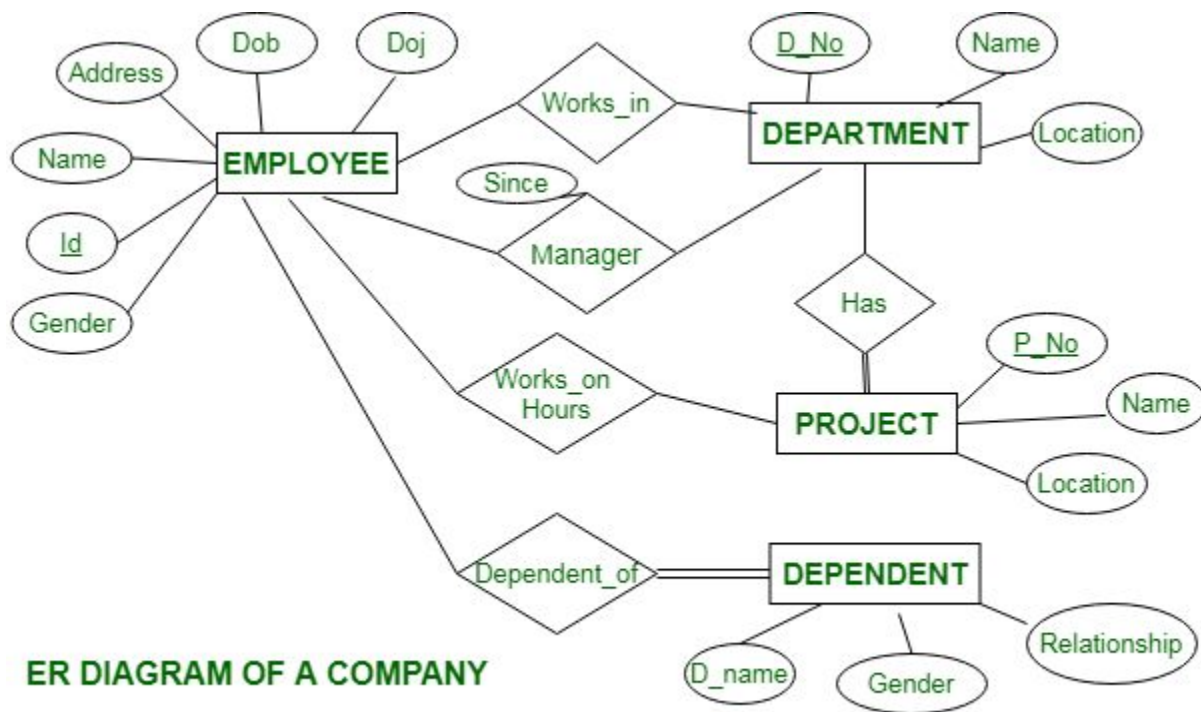 Dob
Doj
D_No
Name
Address
Works_in
DEPARTMENT
Location
Name
EMPLOYEE
Since
Id
Manager
Gender
Has
P_No
Works_on
Hours
Name
PROJECT
Location
Dependent_of
DEPENDENT
Relationship
D_name
Gender
ER DIAGRAM OF A COMPANY